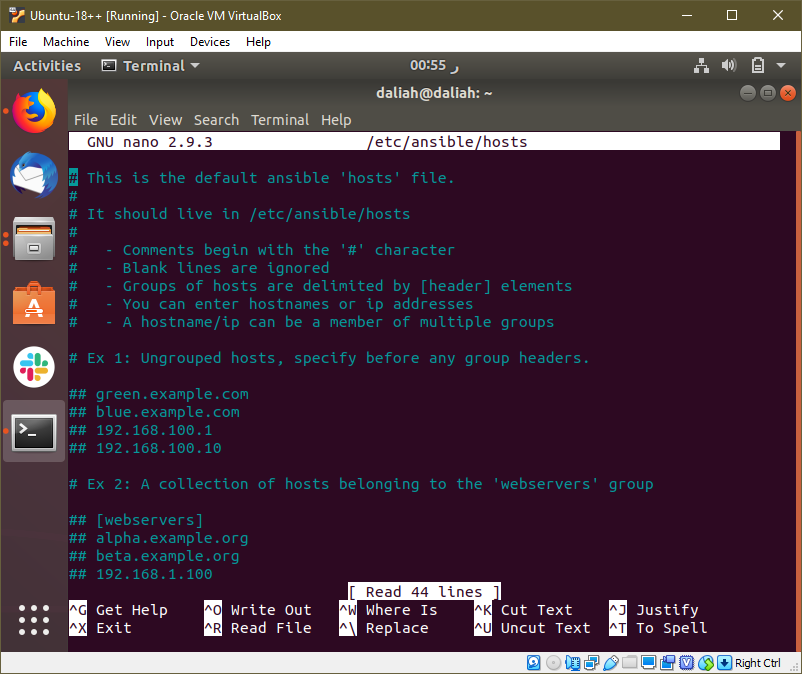 Ubuntu-18++ [Running] - Oracle VM VirtualBox
File Machine View Input Devices Help
Activities Terminal ر 00:55
daliah@daliah: ~
File Edit View Search Terminal Help
GNU nano 2.9.3 /etc/ansible/hosts
# This is the default ansible 'hosts' file.
#
# It should live in /etc/ansible/hosts
#
# - Comments begin with the '#' character
# - Blank lines are ignored
# - Groups of hosts are delimited by [header] elements
# - You can enter hostnames or ip addresses
# - A hostname/ip can be a member of multiple groups
# Ex 1: Ungrouped hosts, specify before any group headers.
## green.example.com
## blue.example.com
## 192.168.100.1
## 192.168.100.10
# Ex 2: A collection of hosts belonging to the 'webservers' group
## [webservers]
## alpha.example.org
## beta.example.org
## 192.168.1.100
[ Read 44 lines ]
^G Get Help ^O Write Out ^W Where Is ^K Cut Text ^J Justify
^X Exit ^R Read File ^\ Replace ^U Uncut Text ^T To Spell
Right Ctrl